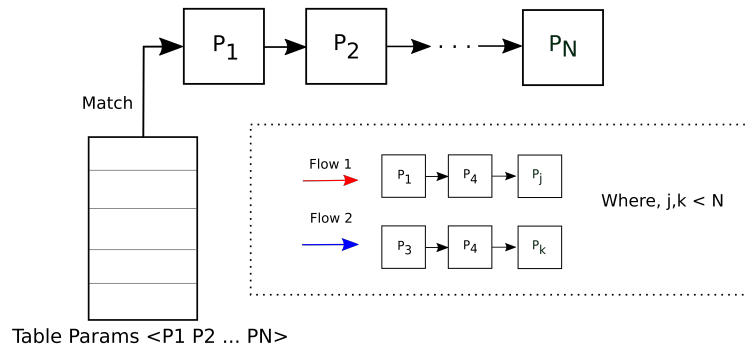 P1 P2 . . . PN
Match
Flow 1 P1 P4 Pj
Where, j,k < N
Flow 2 P3 P4 Pk
Table Params <P1 P2 ... PN>